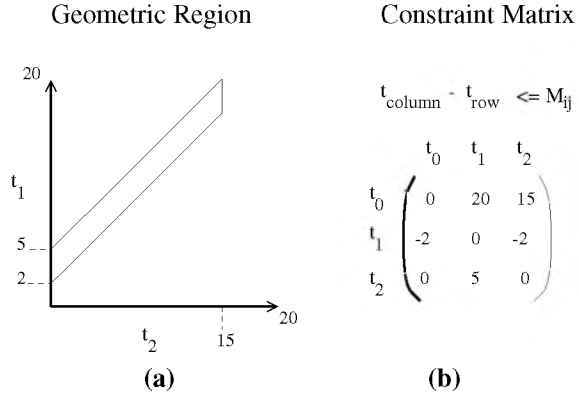 Geometric Region
20
t1
5
2
t2
15
20
(a)
Constraint Matrix
tcolumn - trow <= Mij
t0 t1 t2
t0 0 20 15
t1 -2 0 -2
t2 0 5 0
(b)